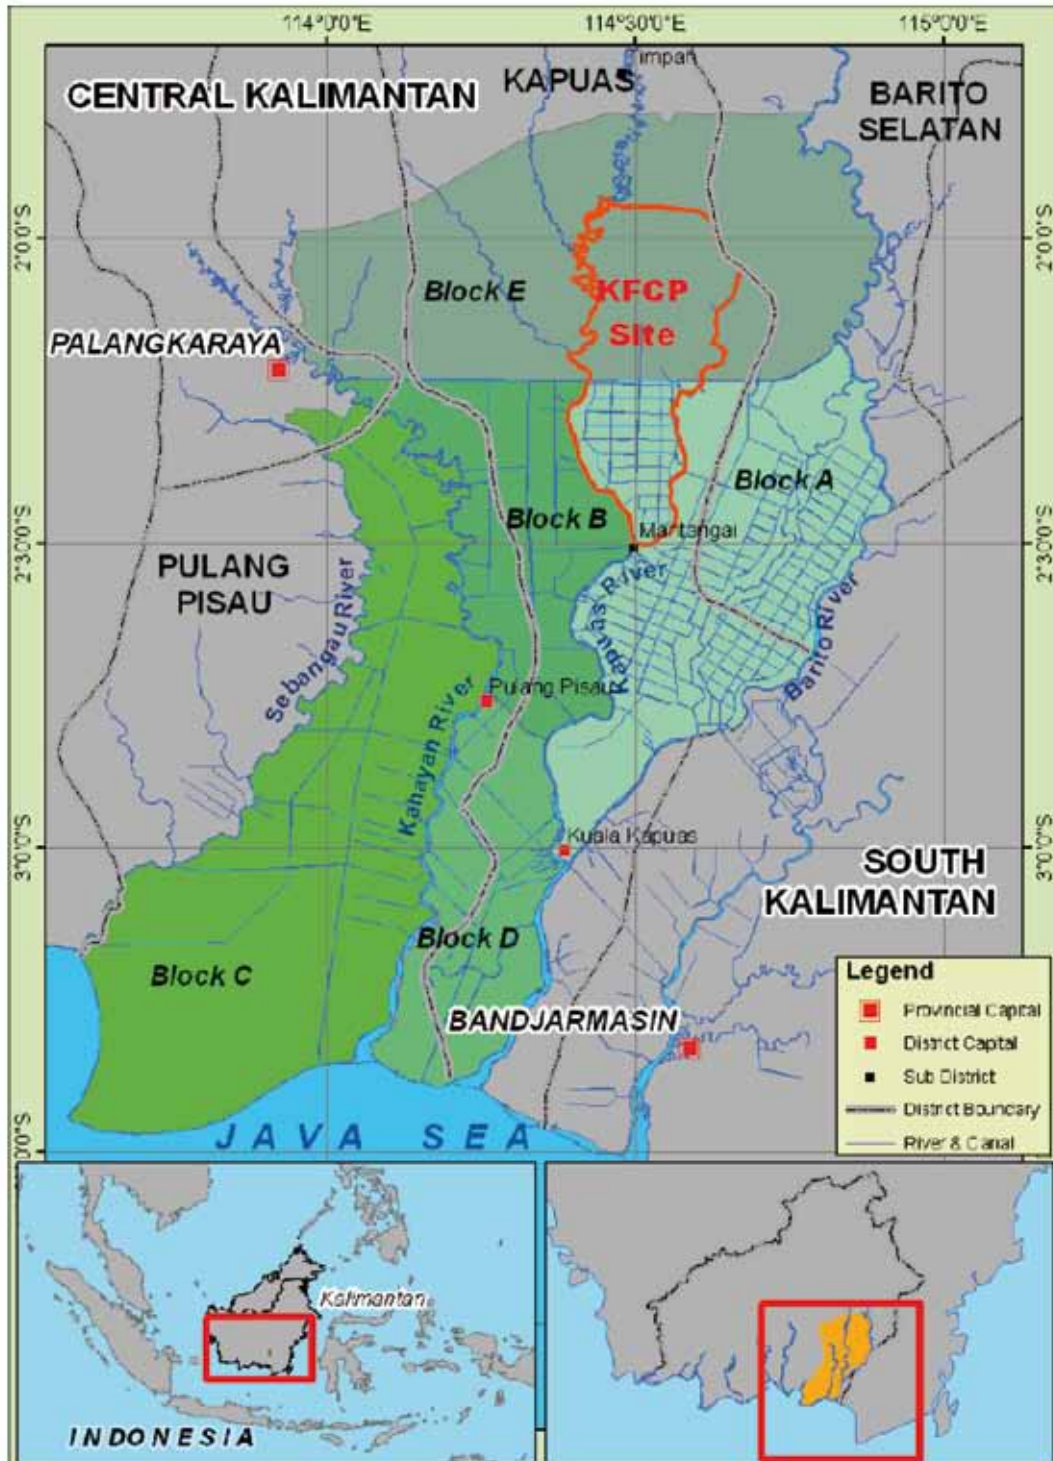 114°0'0"E
114°30'0"E
115°0'0"E
CENTRAL KALIMANTAN
KAPUAS
impah
BARITO
SELATAN
2°0'0"S
2°0'0"S
Block E
KFCP
Site
PALANGKARAYA
Block A
Block B
Mantangai
2°30'0"S
2°30'0"S
PULANG
PISAU
Sebangau River
Kapuas River
Barito River
Kahayan River
Pulang Pisau
Kuala Kapuas
3°0'0"S
3°0'0"S
SOUTH
KALIMANTAN
Block D
Block C
BANDJARMASIN
JAVA SEA
Legend
Provincial Capital
District Capital
Sub District
District Boundary
River & Canal
Kalimantan
INDONESIA